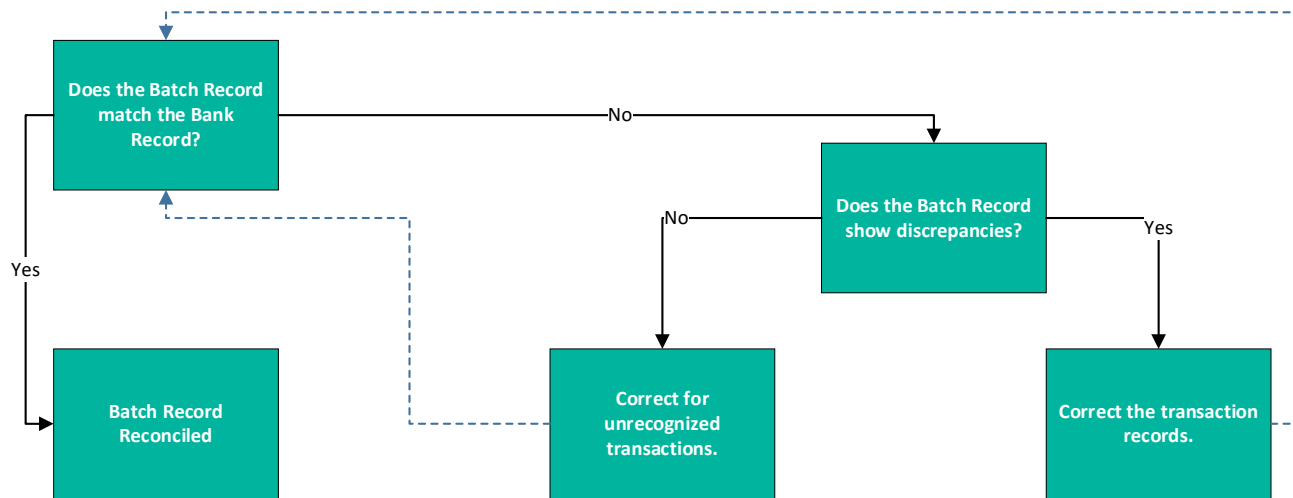 Does the Batch Record
match the Bank
Record?
No
Does the Batch Record
show discrepancies?
No
Yes
Yes
Batch Record
Reconciled
Correct for
unrecognized
transactions.
Correct the transaction
records.